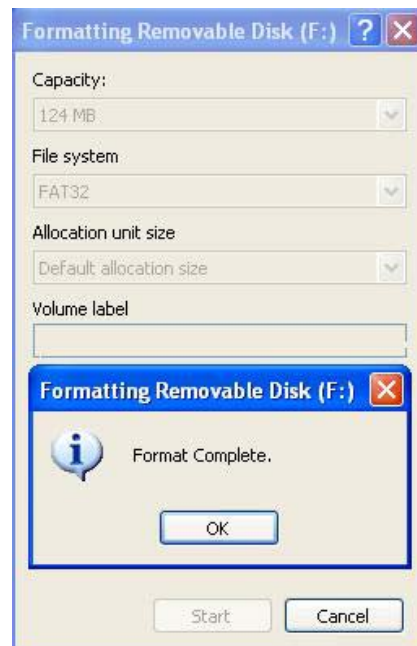 Formatting Removable Disk (F:)
Capacity:
124 MB
File system
FAT32
Allocation unit size
Default allocation size
Volume label
Formatting Removable Disk (F:)
Format Complete.
OK
Start
Cancel